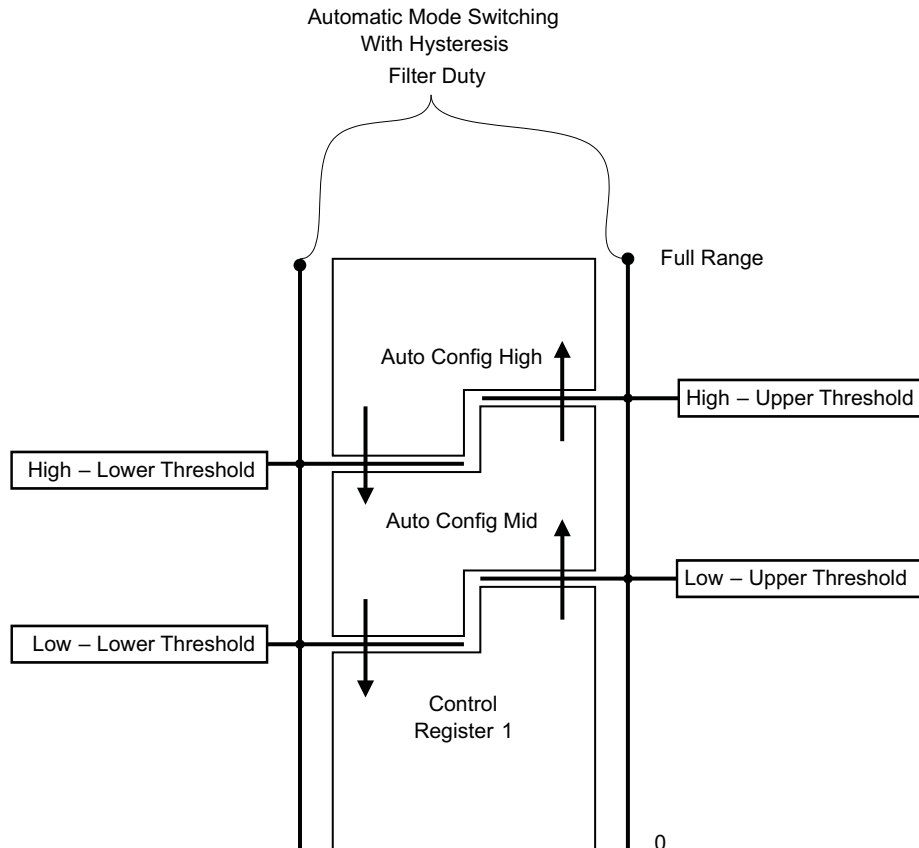 Automatic Mode Switching
With Hysteresis
Filter Duty
Full Range
Auto Config High
High – Upper Threshold
High – Lower Threshold
Auto Config Mid
Low – Upper Threshold
Low – Lower Threshold
Control
Register 1
0